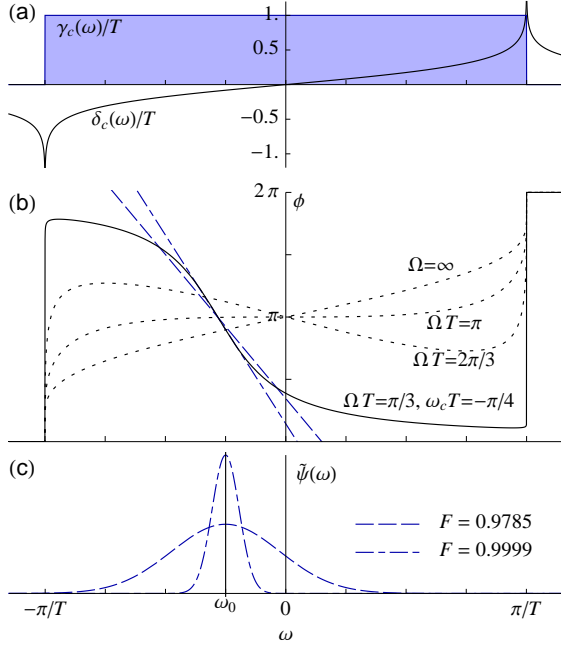 (a)
γc(ω)/T
1.
0.5
δc(ω)/T
−0.5
−1.
(b)
2π
ϕ
Ω=∞
π
ΩT=π
ΩT=2π/3
ΩT=π/3, ωcT=−π/4
(c)
ψ̃(ω)
F = 0.9785
F = 0.9999
−π/T
ω0
0
π/T
ω